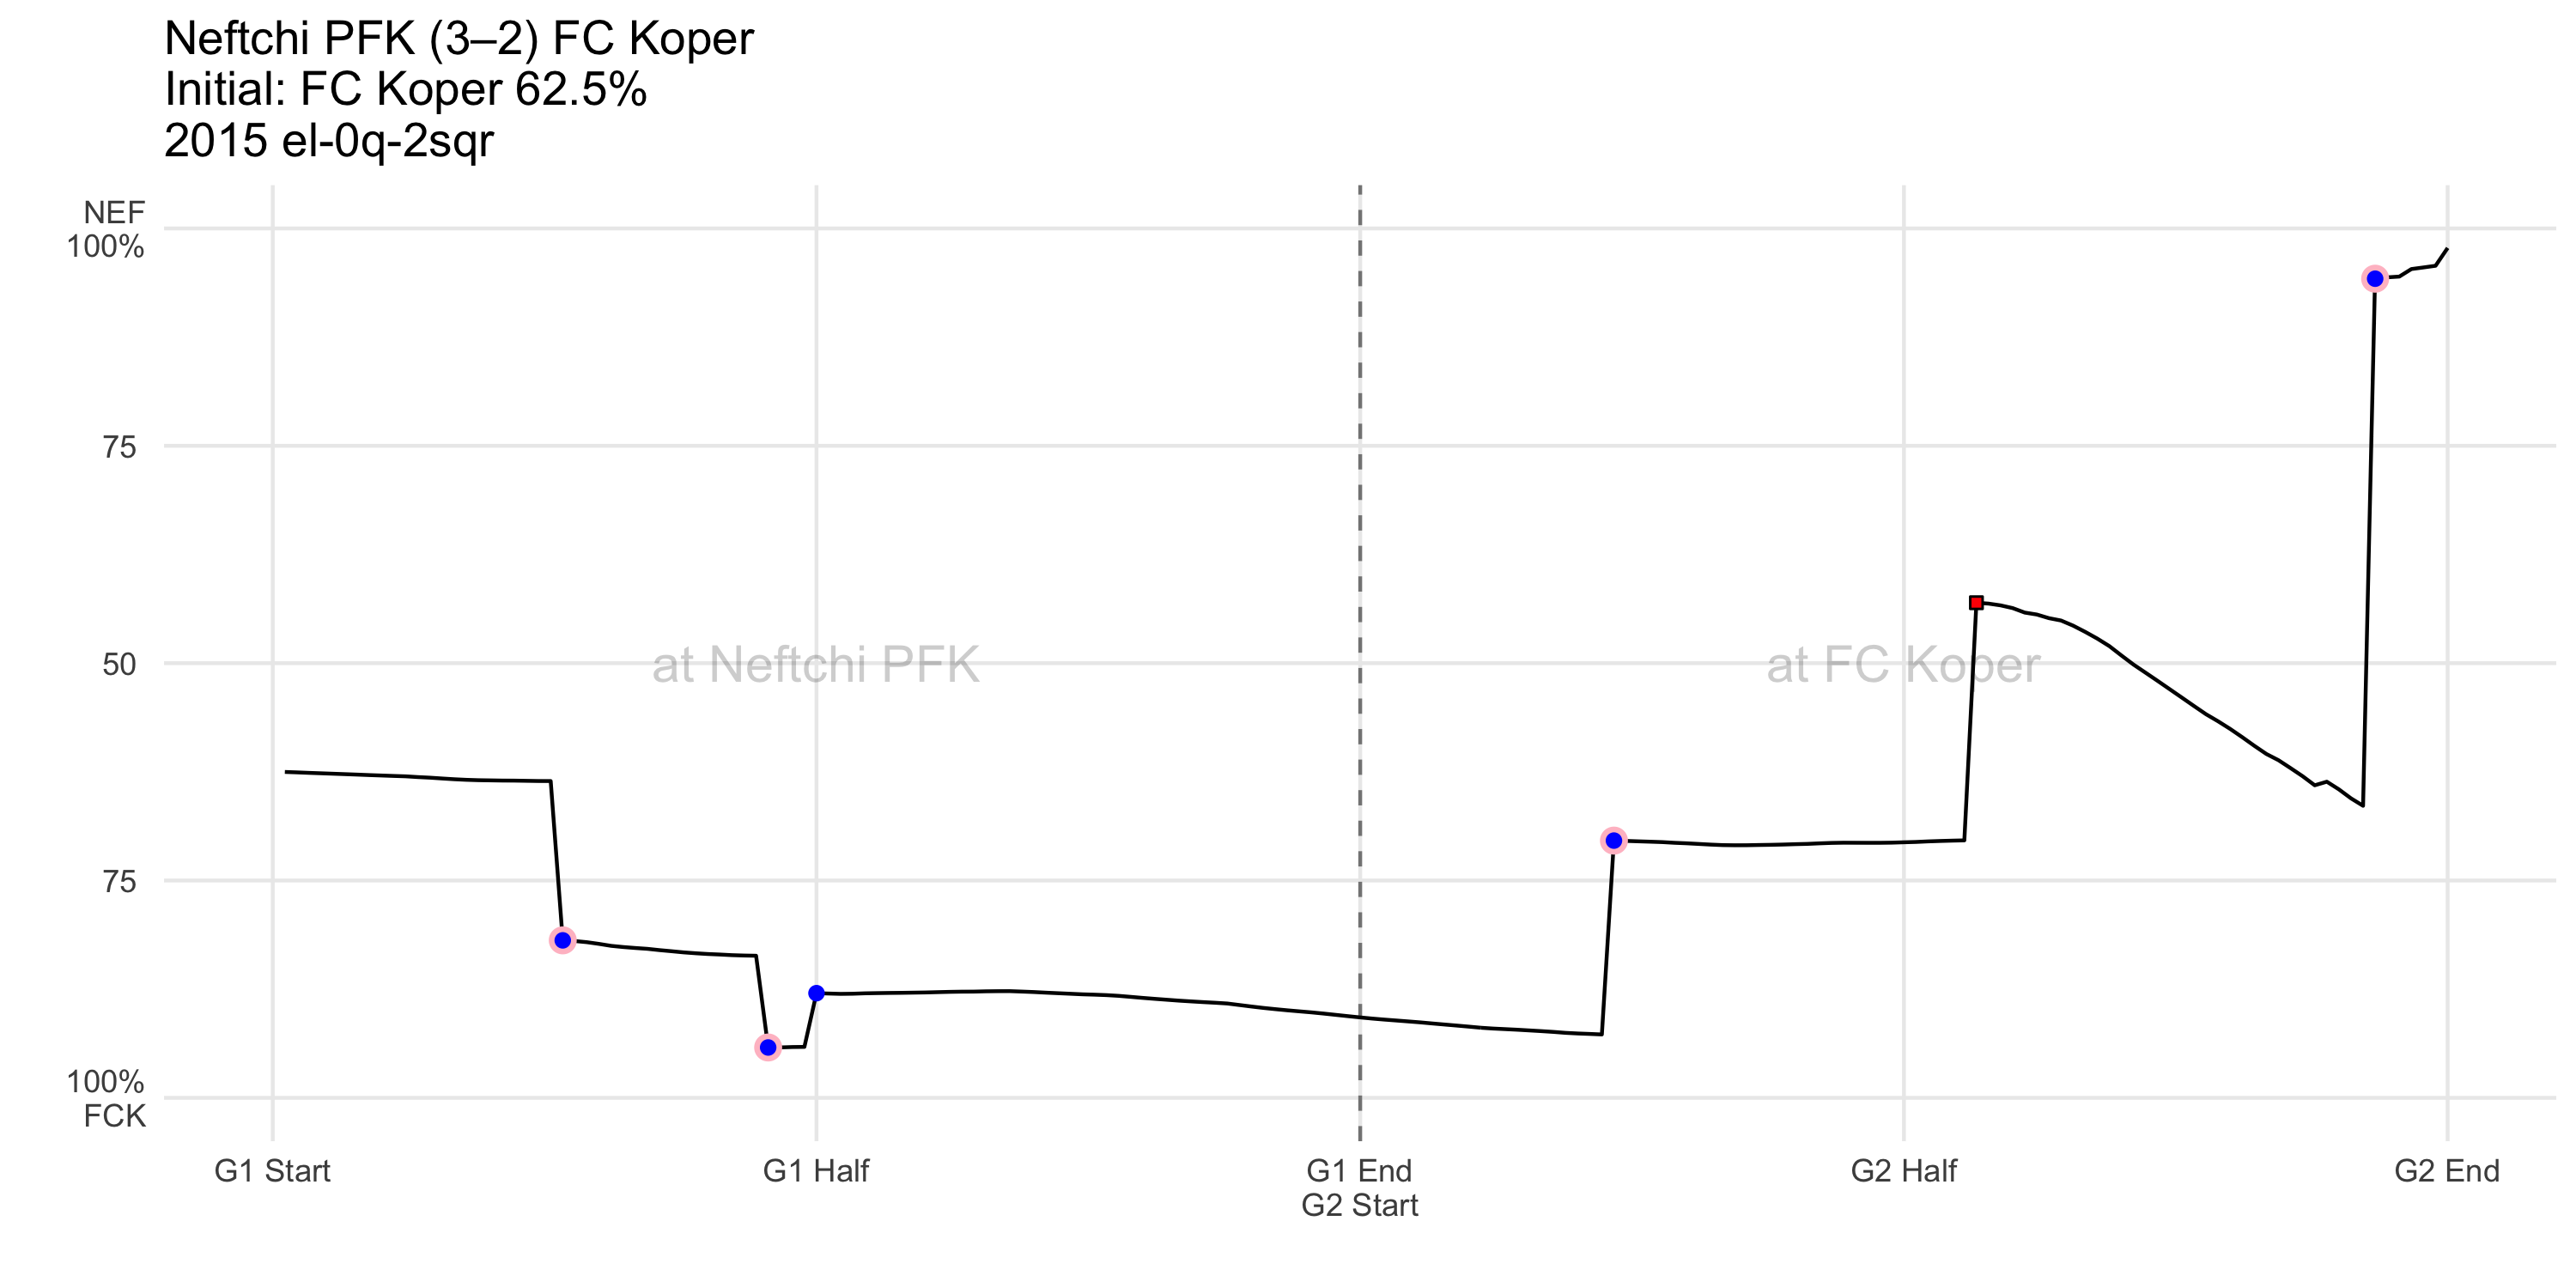 Neftchi PFK (3–2) FC Koper
Initial: FC Koper 62.5%
2015 el-0q-2sqr
NEF
100%
75
50
75
100%
FCK
at Neftchi PFK
at FC Koper
G1 Start
G1 Half
G1 End
G2 Start
G2 Half
G2 End